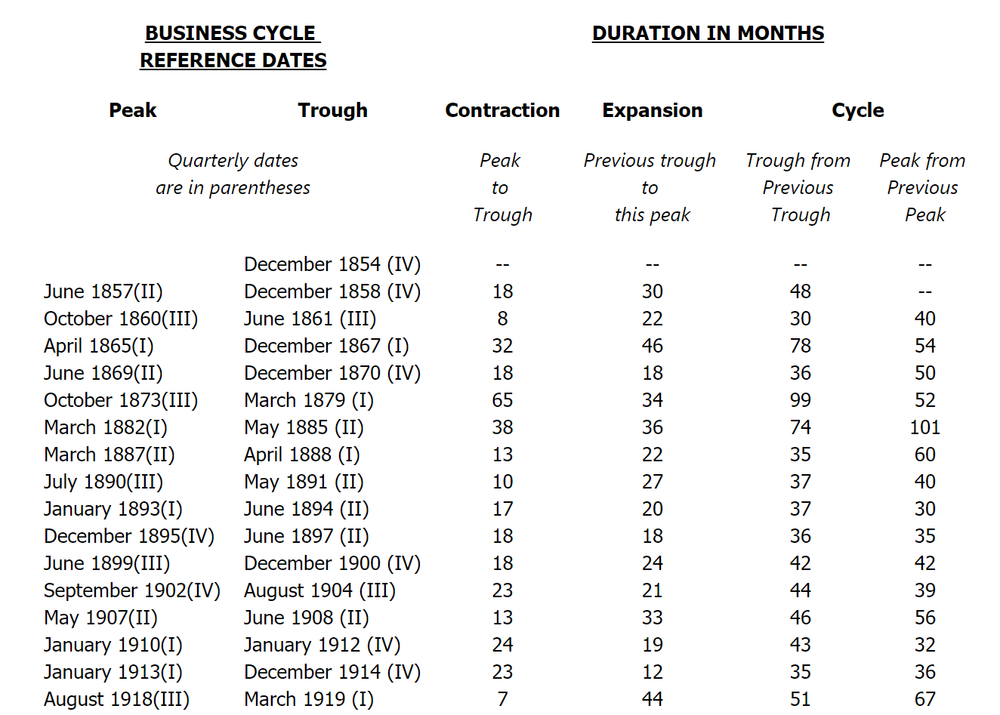 BUSINESS CYCLE DURATION IN MONTHS
REFERENCE DATES
Peak Trough Contraction Expansion Cycle
Quarterly dates Peak Previous trough Trough from Peak from
are in parentheses to to Previous Previous
Trough this peak Trough Peak
December 1854 (IV) -- -- -- --
June 1857(II) December 1858 (IV) 18 30 48 --
October 1860(III) June 1861 (III) 8 22 30 40
April 1865(I) December 1867 (I) 32 46 78 54
June 1869(II) December 1870 (IV) 18 18 36 50
October 1873(III) March 1879 (I) 65 34 99 52
March 1882(I) May 1885 (II) 38 36 74 101
March 1887(II) April 1888 (I) 13 22 35 60
July 1890(III) May 1891 (II) 10 27 37 40
January 1893(I) June 1894 (II) 17 20 37 30
December 1895(IV) June 1897 (II) 18 18 36 35
June 1899(III) December 1900 (IV) 18 24 42 42
September 1902(IV) August 1904 (III) 23 21 44 39
May 1907(II) June 1908 (II) 13 33 46 56
January 1910(I) January 1912 (IV) 24 19 43 32
January 1913(I) December 1914 (IV) 23 12 35 36
August 1918(III) March 1919 (I) 7 44 51 67